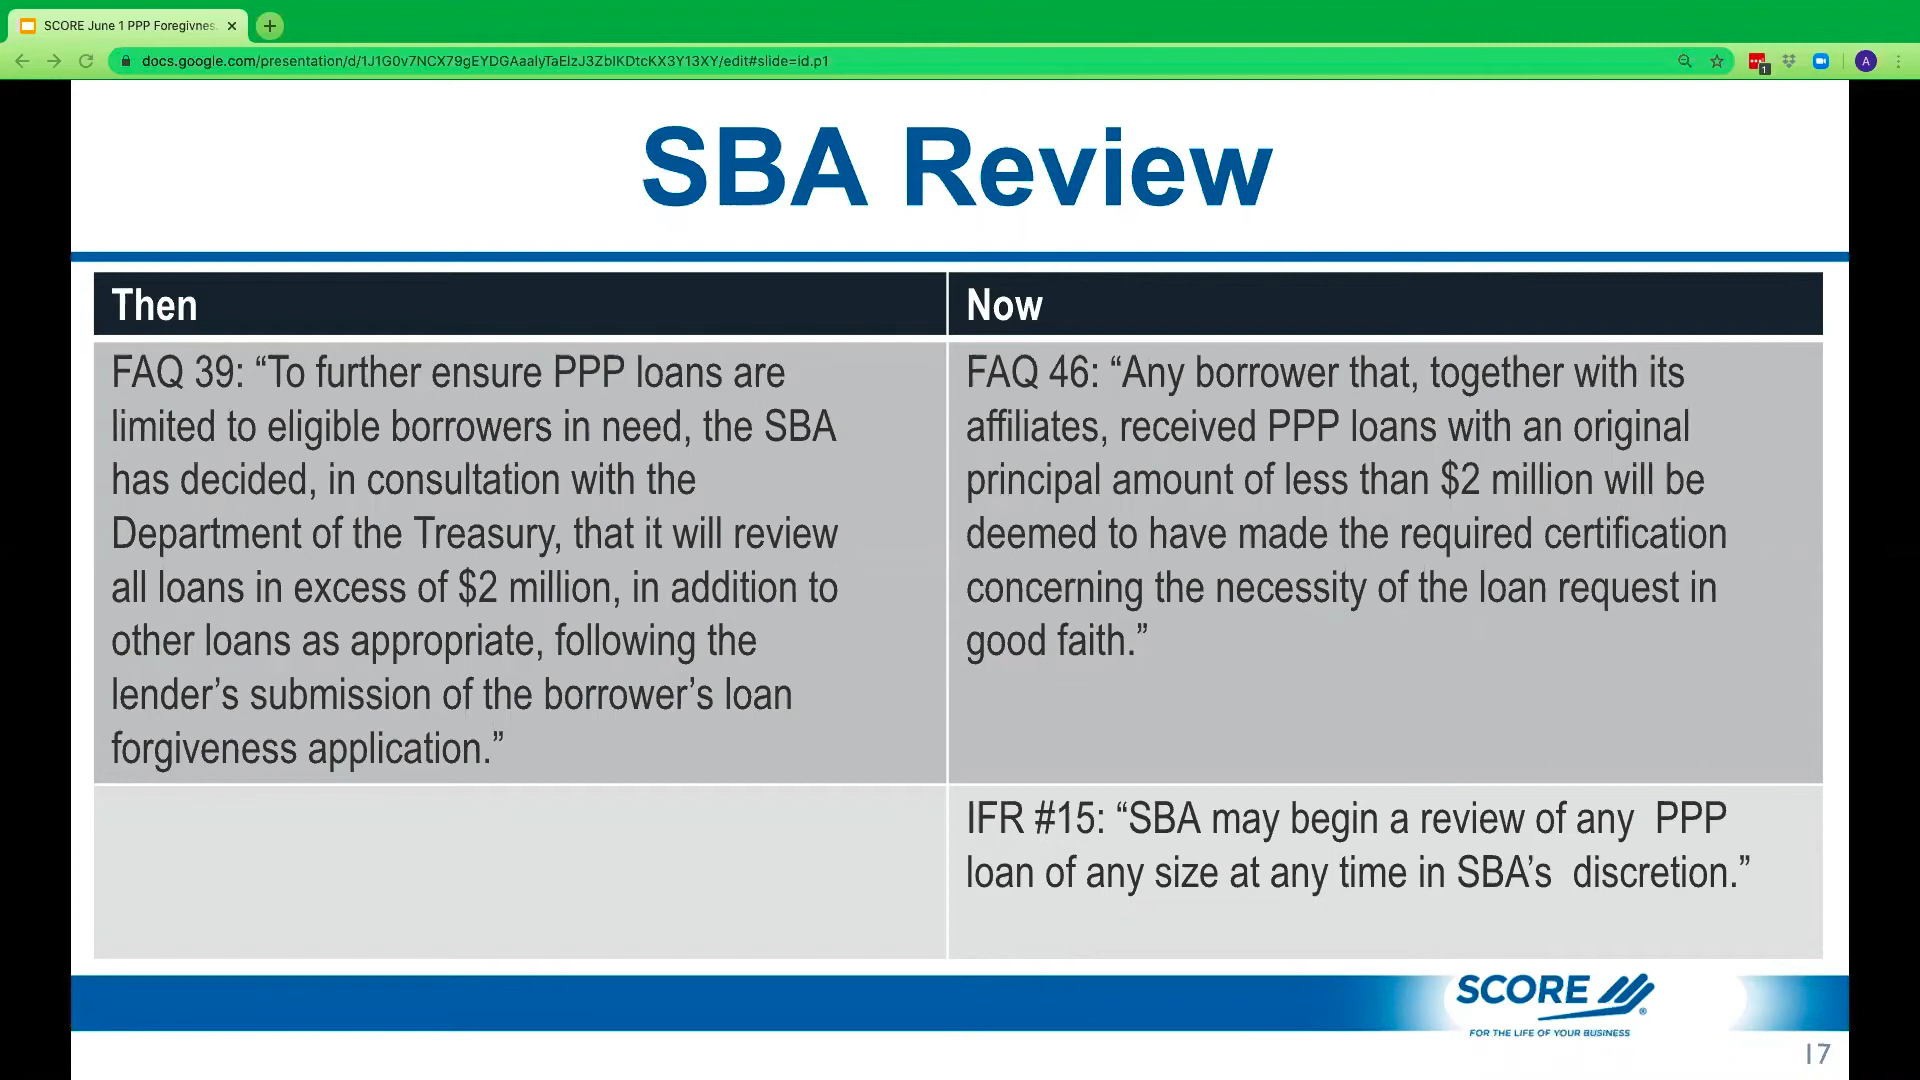 SCORE June 1 PPP Foregivnes
docs.google.com/presentation/d/1J1G0v7NCX79gEYDGAaalyTaElzJ3ZbIKDtcKX3Y13XY/edit#slide=id.p1
1
A
SBA Review
Then
FAQ 39: “To further ensure PPP loans are
limited to eligible borrowers in need, the SBA
has decided, in consultation with the
Department of the Treasury, that it will review
all loans in excess of $2 million, in addition to
other loans as appropriate, following the
lender’s submission of the borrower’s loan
forgiveness application.”
Now
FAQ 46: “Any borrower that, together with its
affiliates, received PPP loans with an original
principal amount of less than $2 million will be
deemed to have made the required certification
concerning the necessity of the loan request in
good faith.”
IFR #15: “SBA may begin a review of any PPP
loan of any size at any time in SBA’s discretion.”
SCORE
FOR THE LIFE OF YOUR BUSINESS
17